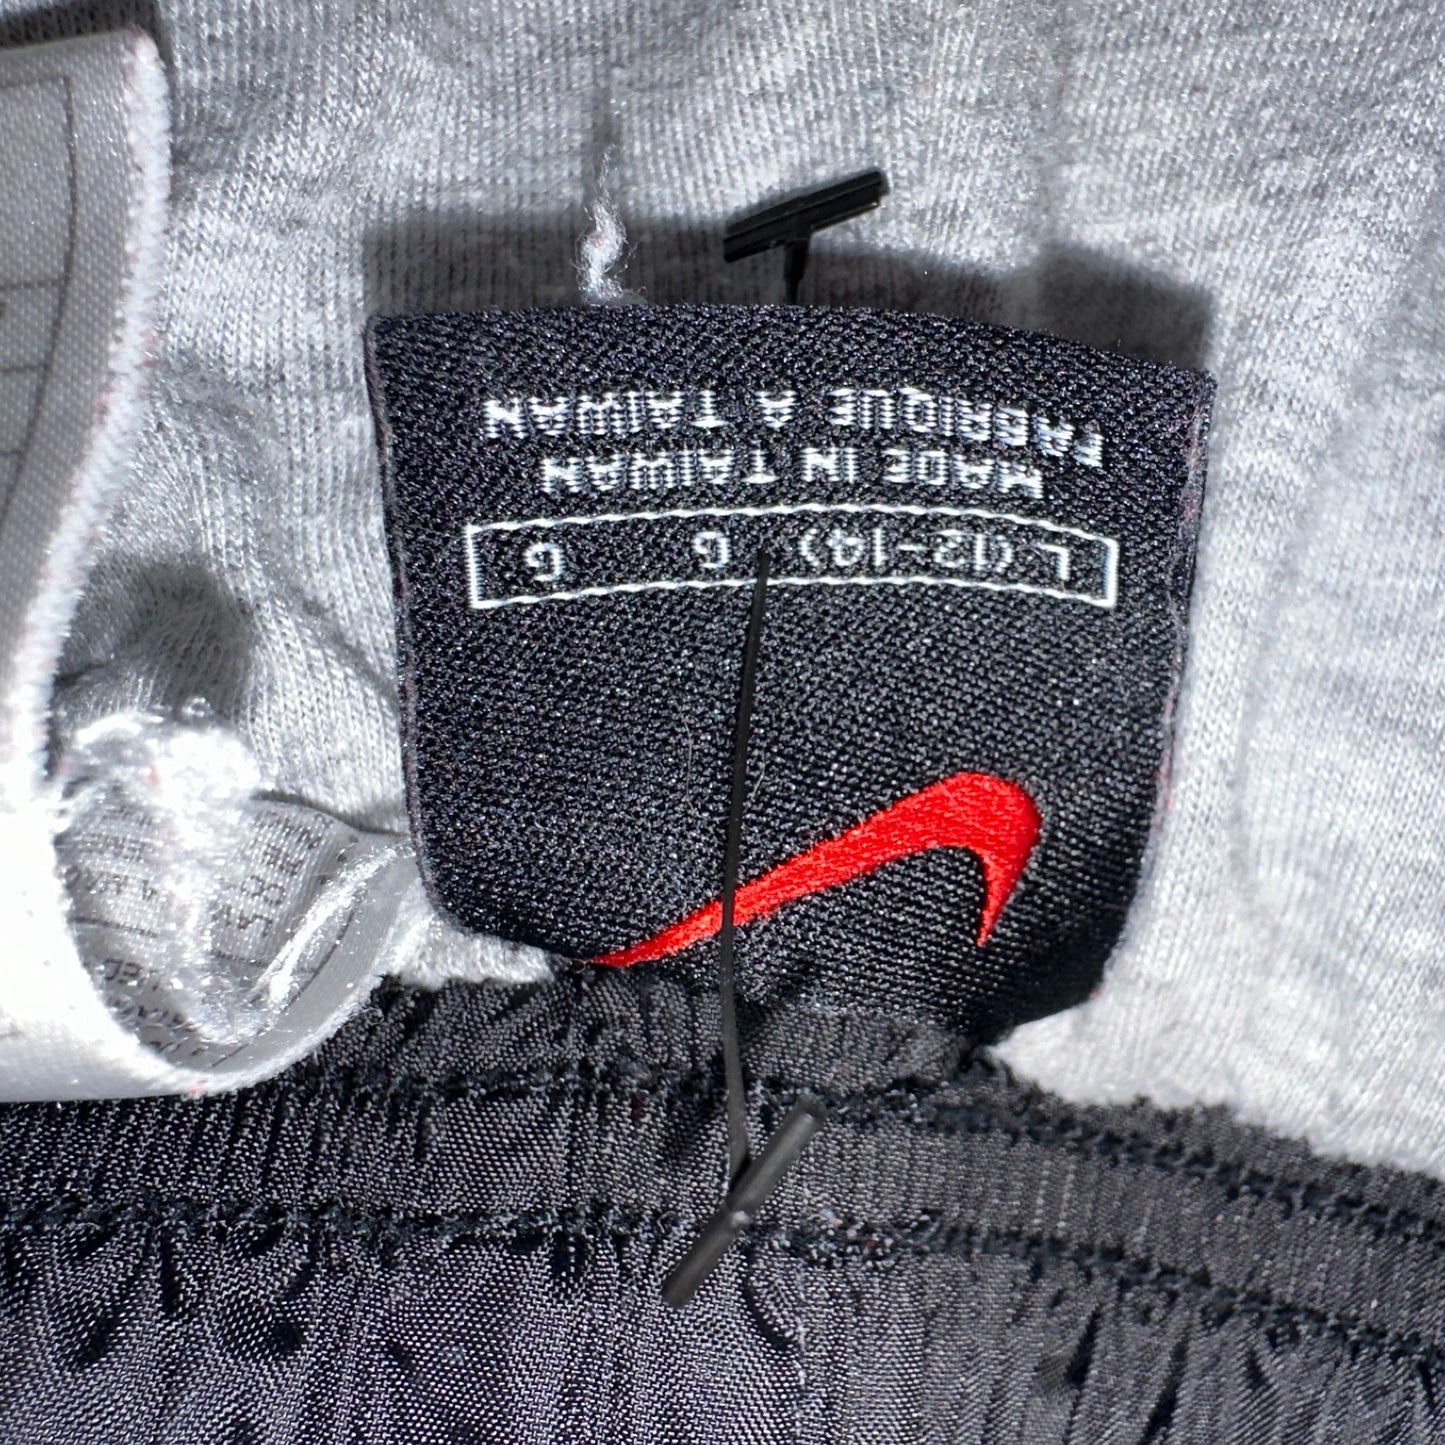 L (12-14) G G
MADE IN TAIWAN
FABRIQUE A TAIWAN